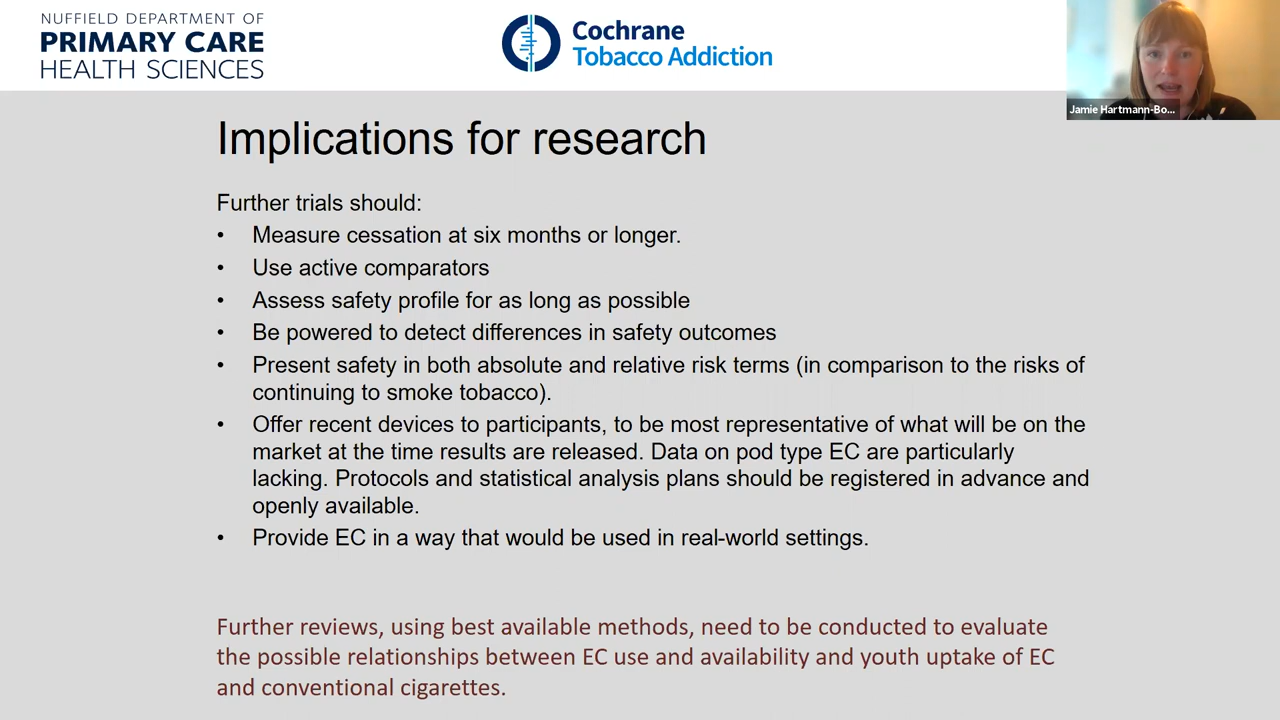 NUFFIELD DEPARTMENT OF
PRIMARY CARE
HEALTH SCIENCES
Cochrane
Tobacco Addiction
Jamie Hartmann-Bo...
Implications for research
Further trials should:
• Measure cessation at six months or longer.
• Use active comparators
• Assess safety profile for as long as possible
• Be powered to detect differences in safety outcomes
• Present safety in both absolute and relative risk terms (in comparison to the risks of
continuing to smoke tobacco).
• Offer recent devices to participants, to be most representative of what will be on the
market at the time results are released. Data on pod type EC are particularly
lacking. Protocols and statistical analysis plans should be registered in advance and
openly available.
• Provide EC in a way that would be used in real-world settings.
Further reviews, using best available methods, need to be conducted to evaluate
the possible relationships between EC use and availability and youth uptake of EC
and conventional cigarettes.